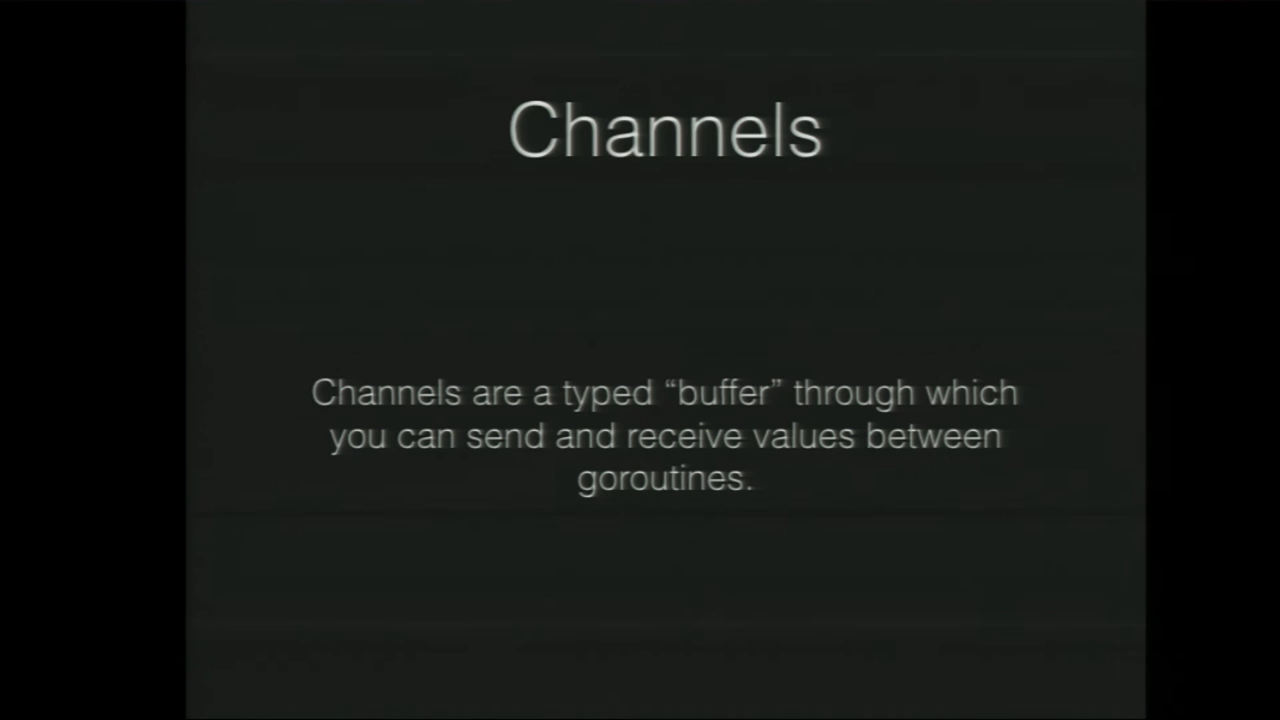 Channels
Channels are a typed “buffer” through which
you can send and receive values between
goroutines.